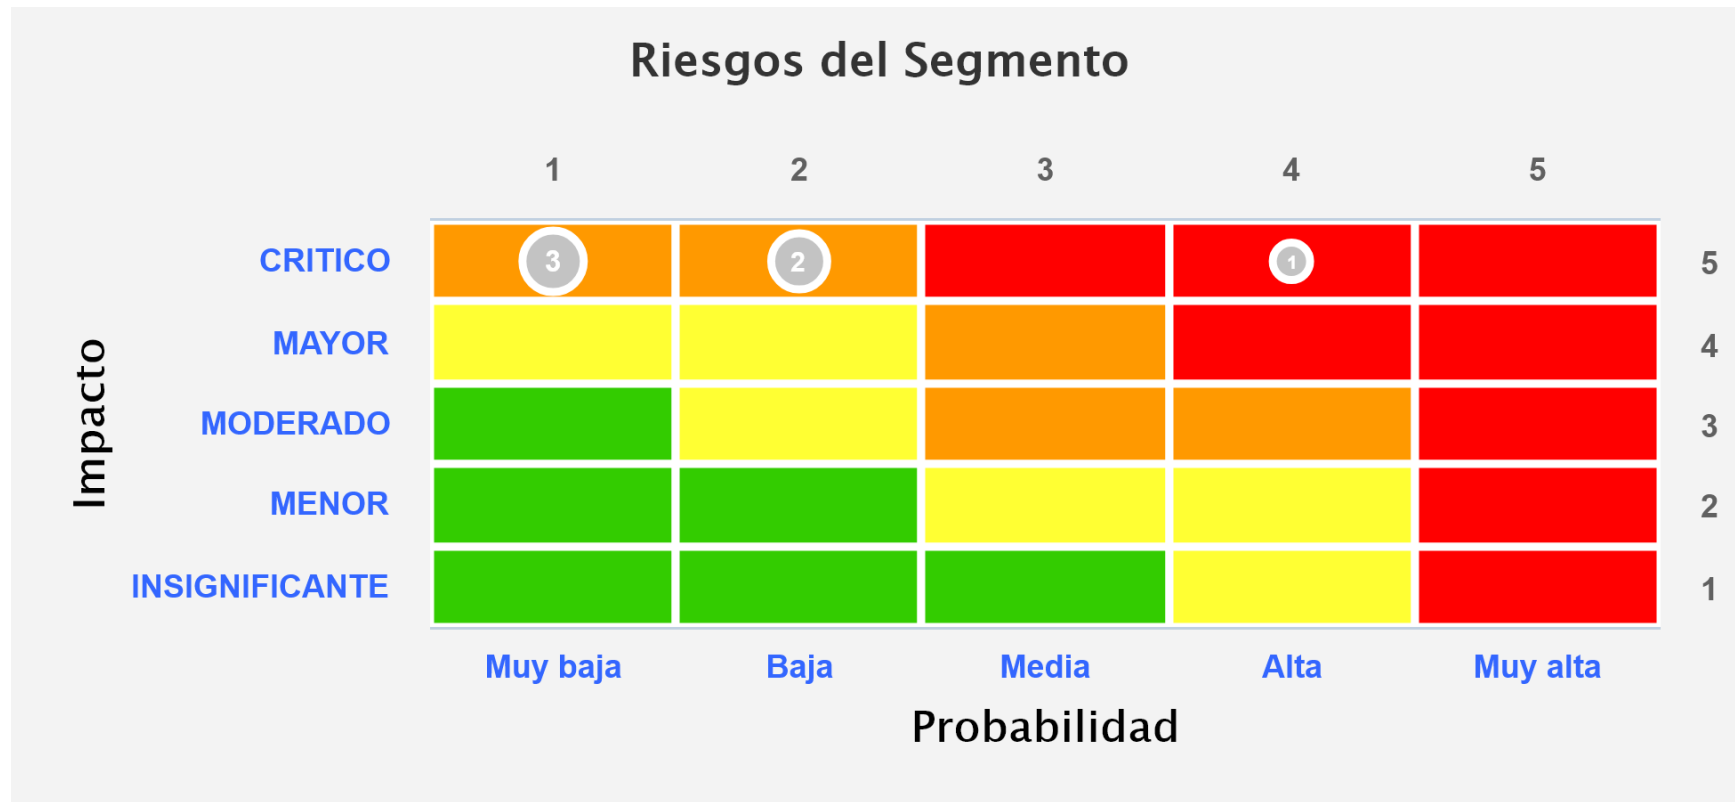 Riesgos del Segmento
1 2 3 4 5
CRITICO 3 2 1 5
MAYOR 4
MODERADO 3
MENOR 2
INSIGNIFICANTE 1
Impacto
Muy baja Baja Media Alta Muy alta
Probabilidad